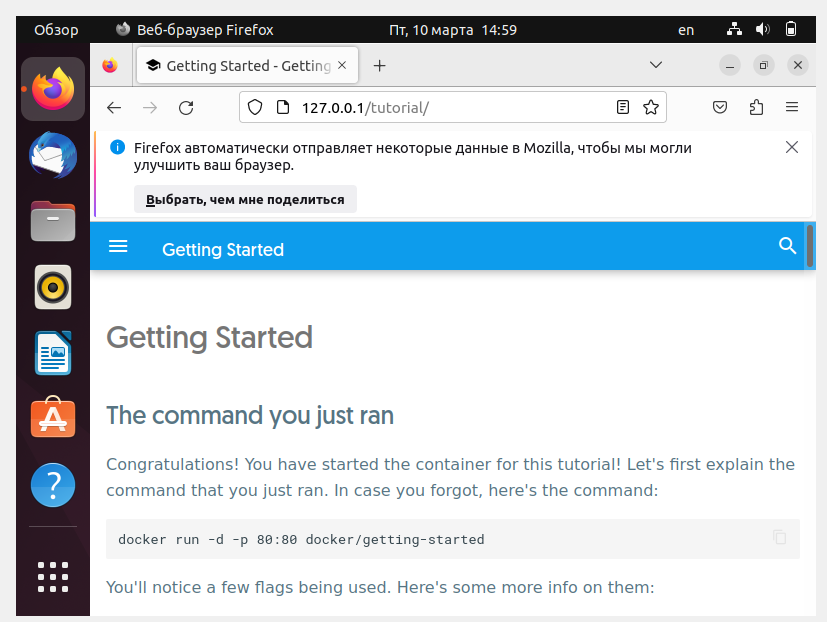 Обзор Веб-браузер Firefox Пт, 10 марта 14:59 en
Getting Started - Getting
127.0.0.1/tutorial/
Firefox автоматически отправляет некоторые данные в Mozilla, чтобы мы могли
улучшить ваш браузер.
Выбрать, чем мне поделиться
Getting Started
Getting Started
The command you just ran
Congratulations! You have started the container for this tutorial! Let's first explain the
command that you just ran. In case you forgot, here's the command:
docker run -d -p 80:80 docker/getting-started
You'll notice a few flags being used. Here's some more info on them: